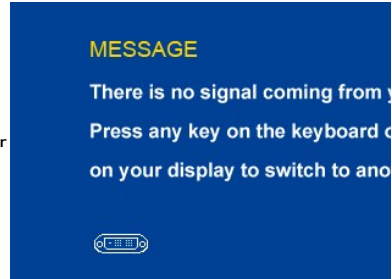 MESSAGE
There is no signal coming from
Press any key on the keyboard
r
on your display to switch to